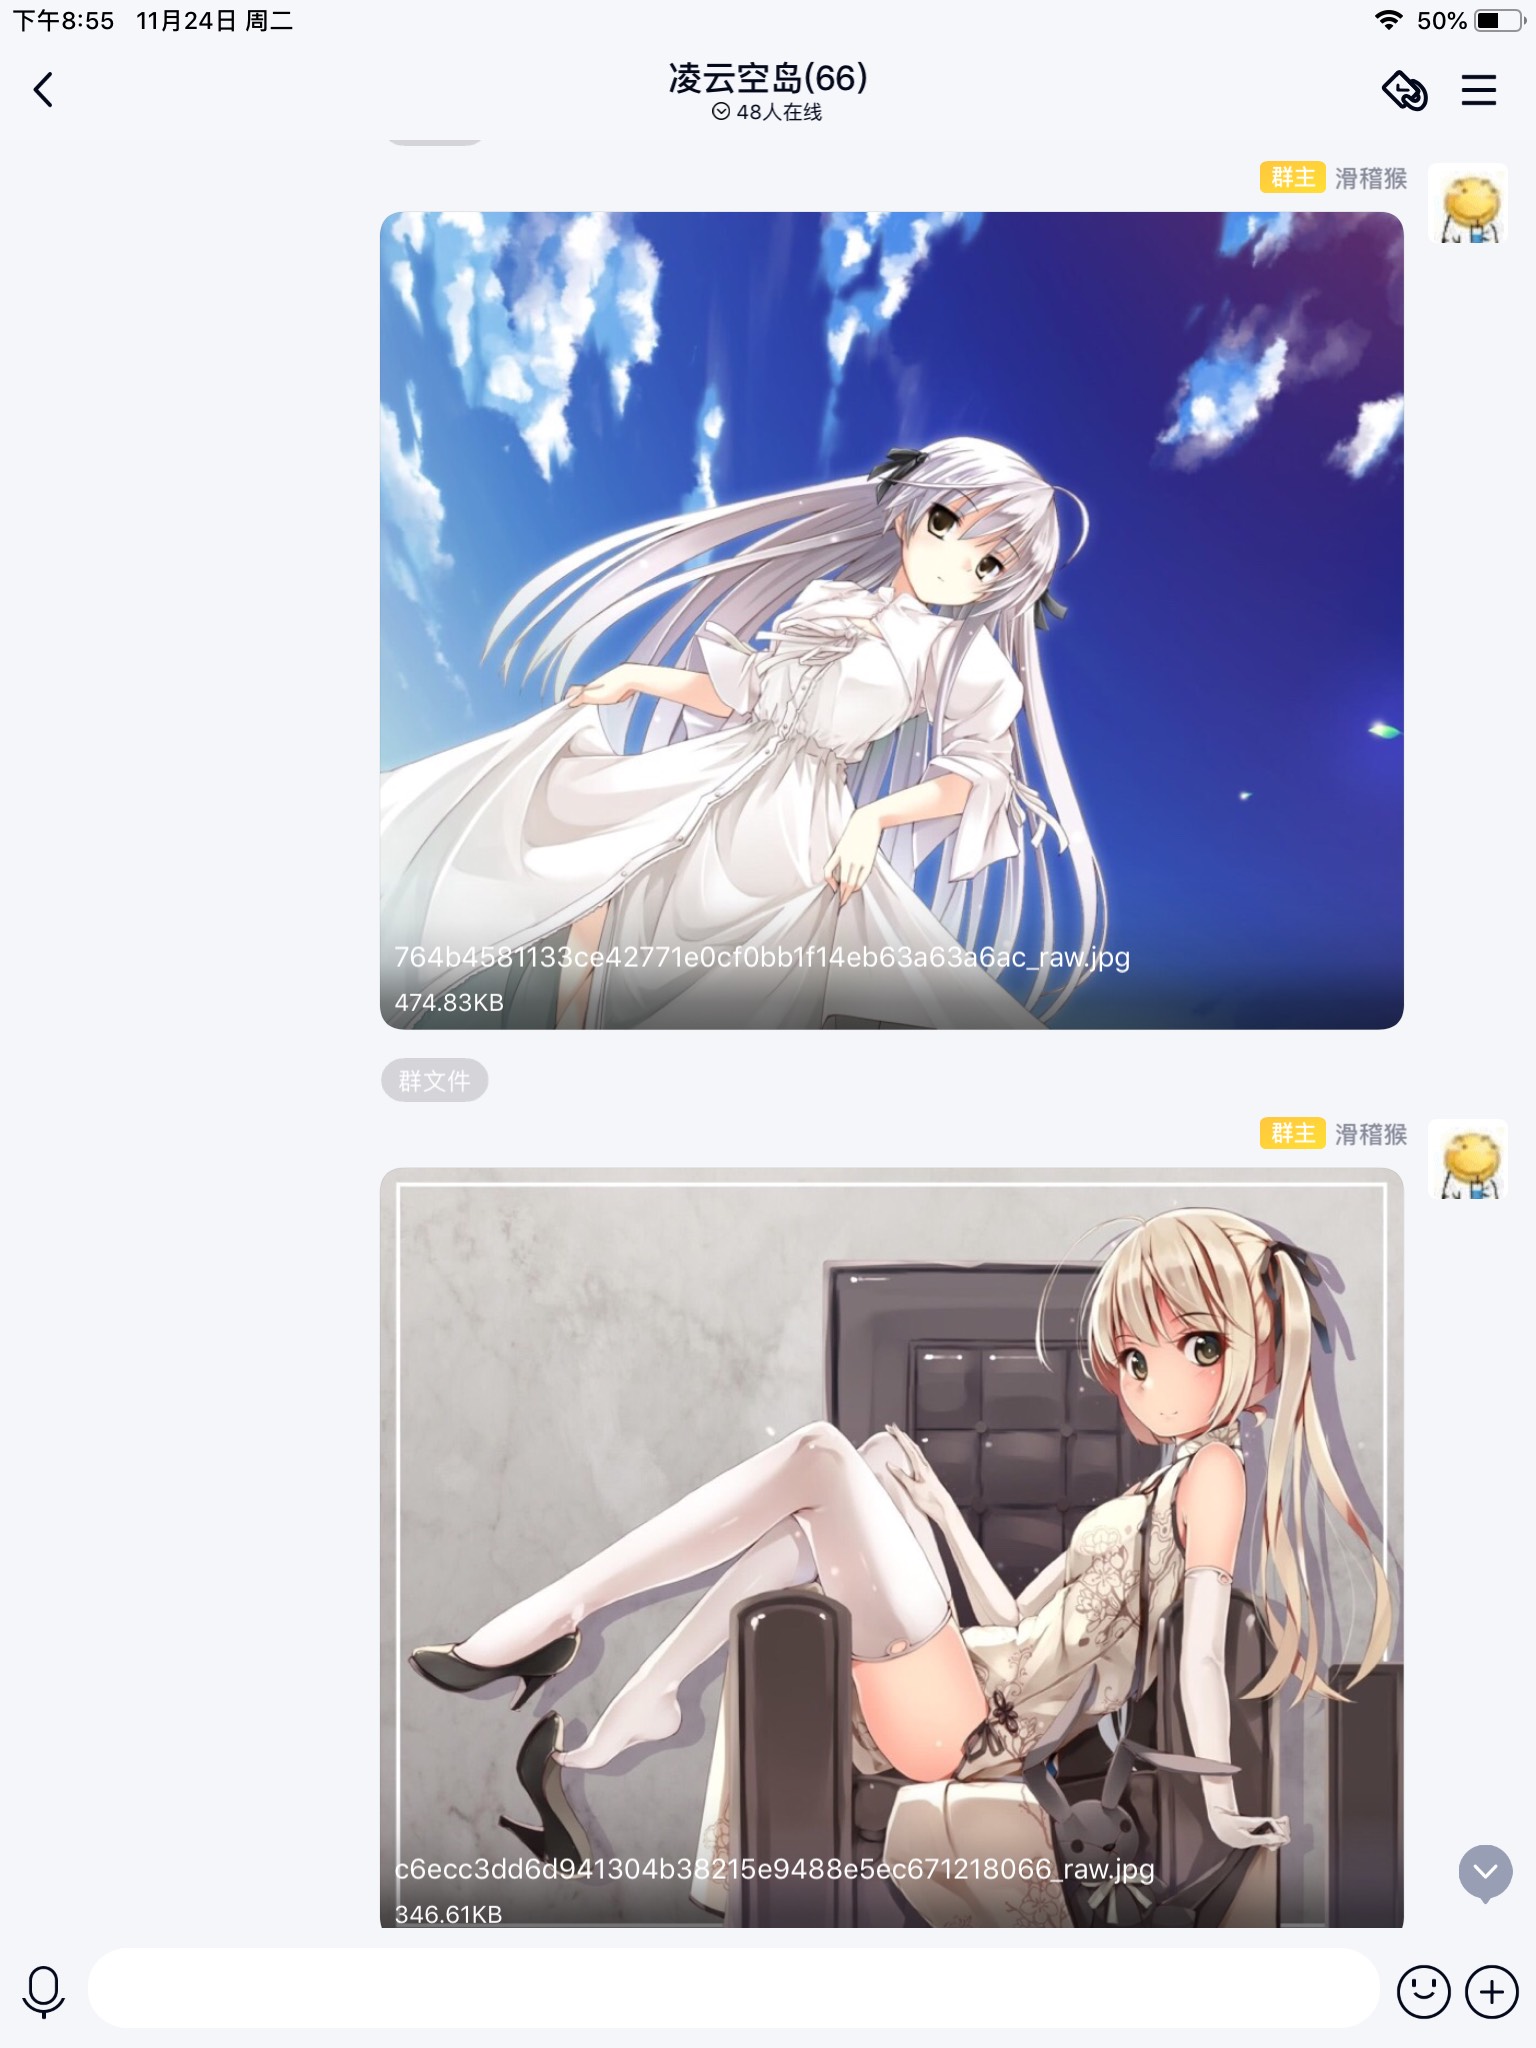 下午8:55 11月24日 周二
50%
凌云空岛(66)
48人在线
群主 滑稽猴
764b4581133ce42771e0cf0bb1f14eb63a63a6ac_raw.jpg
474.83KB
群文件
群主 滑稽猴
c6ecc3dd6d941304b38215e9488e5ec671218066_raw.jpg
346.61KB